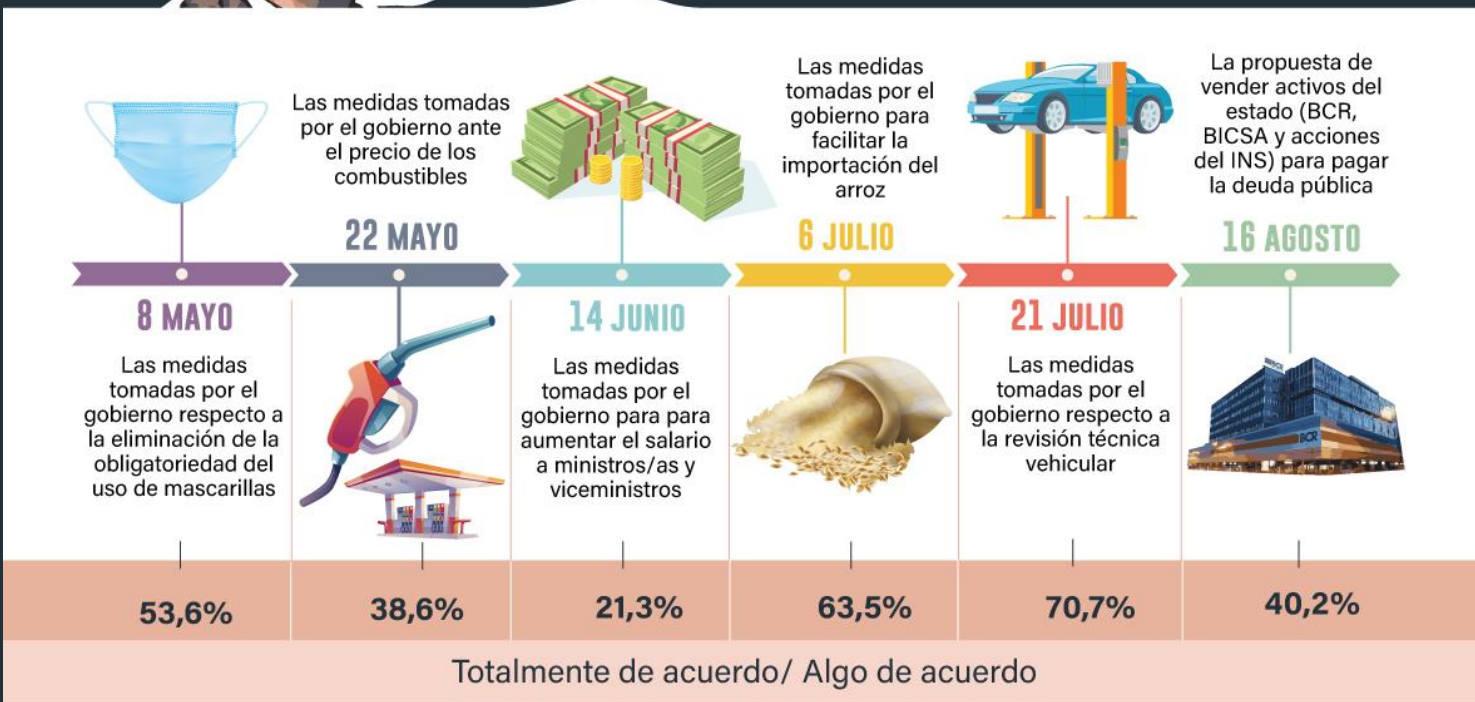 8 MAYO
Las medidas
tomadas por el
gobierno respecto a
la eliminación de la
obligatoriedad del
uso de mascarillas
53,6%
Las medidas tomadas
por el gobierno ante
el precio de los
combustibles
22 MAYO
38,6%
14 JUNIO
Las medidas
tomadas por el
gobierno para para
aumentar el salario
a ministros/as y
viceministros
21,3%
Las medidas
tomadas por el
gobierno para
facilitar la
importación del
arroz
6 JULIO
63,5%
21 JULIO
Las medidas
tomadas por el
gobierno respecto a
la revisión técnica
vehicular
70,7%
La propuesta de
vender activos del
estado (BCR,
BICSA y acciones
del INS) para pagar
la deuda pública
16 AGOSTO
BCR
BCR
40,2%
Totalmente de acuerdo/ Algo de acuerdo